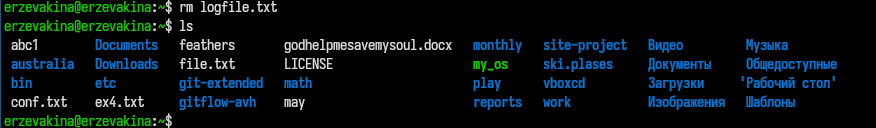 erzevakina@erzevakina:~$ rm logfile.txt
erzevakina@erzevakina:~$ ls
abc1 Documents feathers godhelpmesavemysoul.docx monthly site-project Видео Музыка
australia Downloads file.txt LICENSE my_os ski.plases Документы Общедоступные
bin etc git-extended math play vboxcd Загрузки 'Рабочий стол'
conf.txt ex4.txt gitflow-avh may reports work Изображения Шаблоны
erzevakina@erzevakina:~$